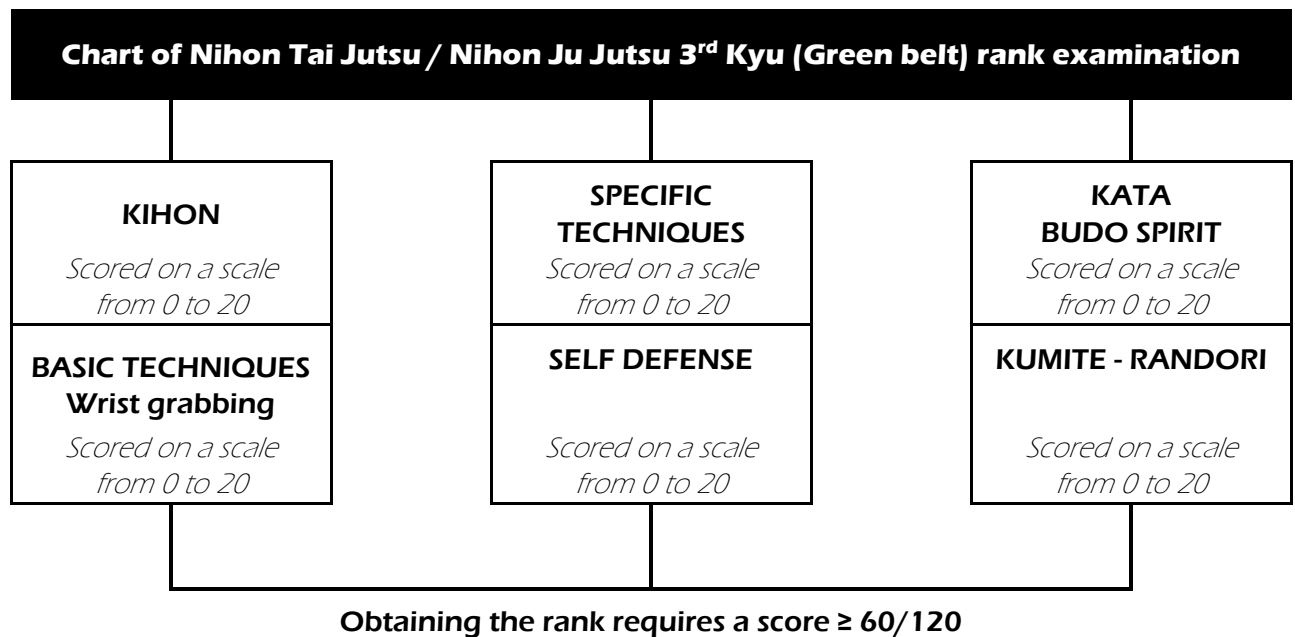 Chart of Nihon Tai Jutsu / Nihon Ju Jutsu 3rd Kyu (Green belt) rank examination
KIHON
Scored on a scale
from 0 to 20
BASIC TECHNIQUES
Wrist grabbing
Scored on a scale
from 0 to 20
SPECIFIC
TECHNIQUES
Scored on a scale
from 0 to 20
SELF DEFENSE
Scored on a scale
from 0 to 20
KATA
BUDO SPIRIT
Scored on a scale
from 0 to 20
KUMITE - RANDORI
Scored on a scale
from 0 to 20
Obtaining the rank requires a score ≥ 60/120